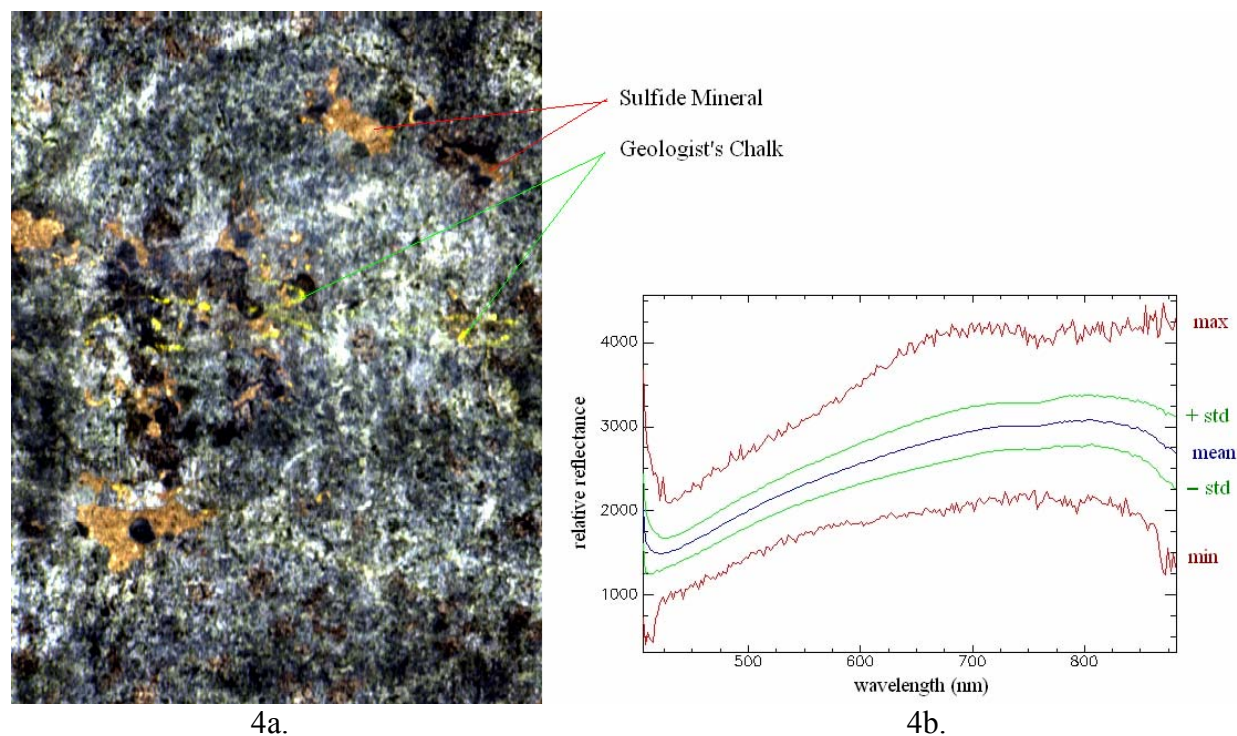 Sulfide Mineral
Geologist's Chalk
4000
3000
2000
1000
relative reflectance
500 600 700 800
wavelength (nm)
max
+ std
mean
− std
min
4a.
4b.